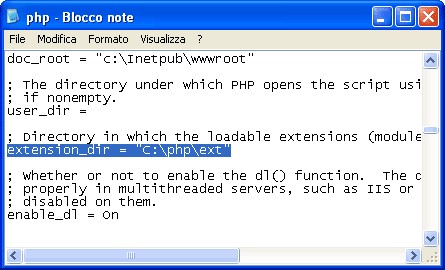 php - Blocco note
File Modifica Formato Visualizza ?
doc_root = "c:\Inetpub\wwwroot"
; The directory under which PHP opens the script usi
; if nonempty.
user_dir =
; Directory in which the loadable extensions (module
extension_dir = "C:\php\ext"
; Whether or not to enable the dl() function.  The d
; properly in multithreaded servers, such as IIS or
; disabled on them.
enable_dl = On